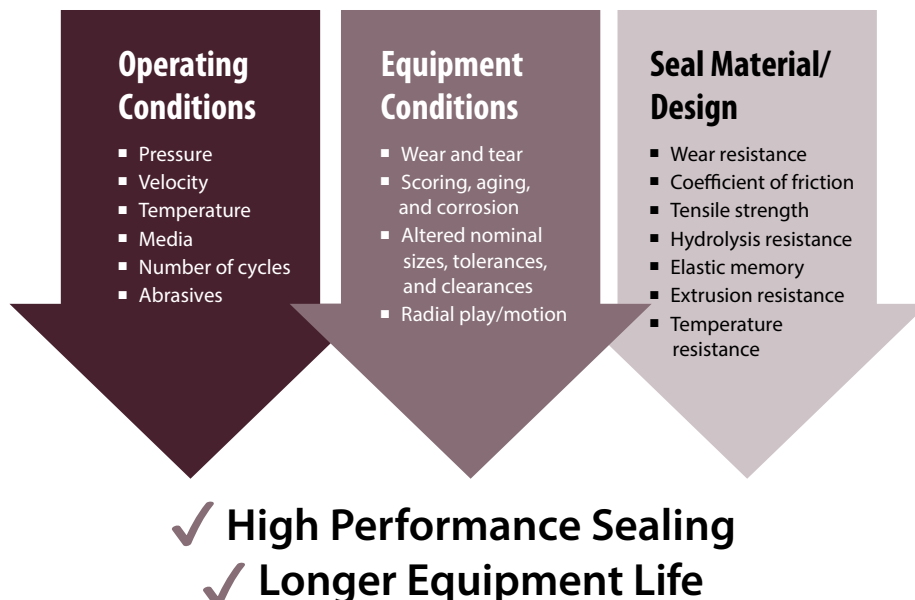 Operating
Conditions
▪ Pressure
▪ Velocity
▪ Temperature
▪ Media
▪ Number of cycles
▪ Abrasives
Equipment
Conditions
▪ Wear and tear
▪ Scoring, aging,
and corrosion
▪ Altered nominal
sizes, tolerances,
and clearances
▪ Radial play/motion
Seal Material/
Design
▪ Wear resistance
▪ Coefficient of friction
▪ Tensile strength
▪ Hydrolysis resistance
▪ Elastic memory
▪ Extrusion resistance
▪ Temperature
resistance
✓ High Performance Sealing
✓ Longer Equipment Life